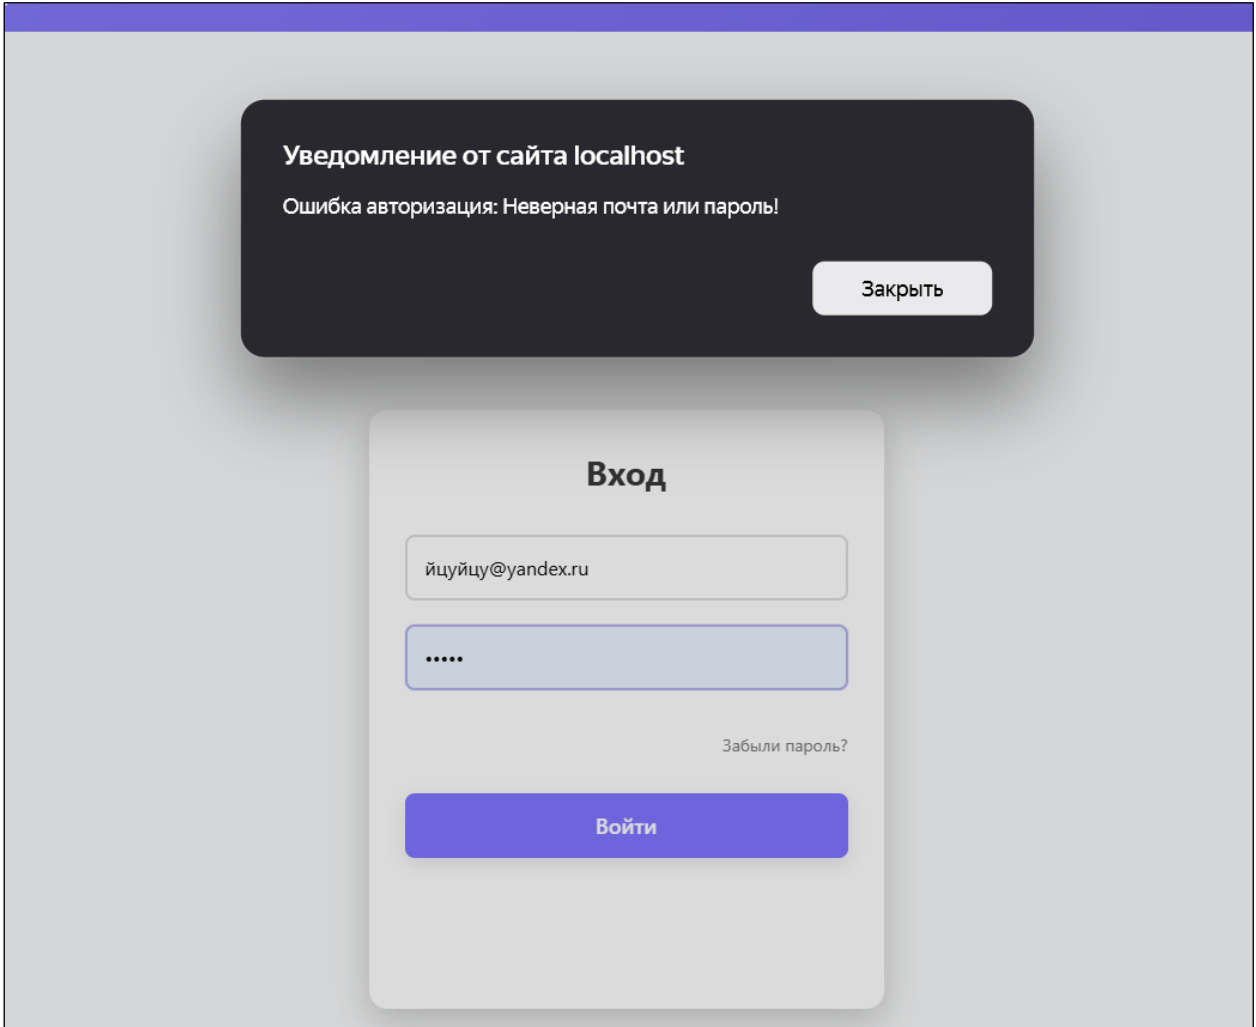 Уведомление от сайта localhost
Ошибка авторизация: Неверная почта или пароль!
Закрыть
Вход
йцуйцу@yandex.ru
•••••
Забыли пароль?
Войти